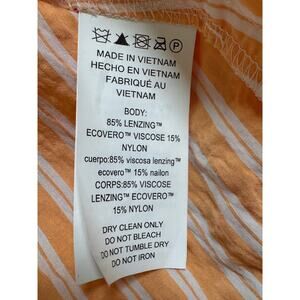 MADE IN VIETNAM
HECHO EN VIETNAM
FABRIQUÉ AU
VIETNAM
BODY:
85% LENZING™
ECOVERO™ VISCOSE 15%
NYLON
cuerpo:85% viscosa lenzing™
ecovero™ 15% nailon
CORPS:85% VISCOSE
LENZING™ ECOVERO™
15% NYLON
DRY CLEAN ONLY
DO NOT BLEACH
DO NOT TUMBLE DRY
DO NOT IRON